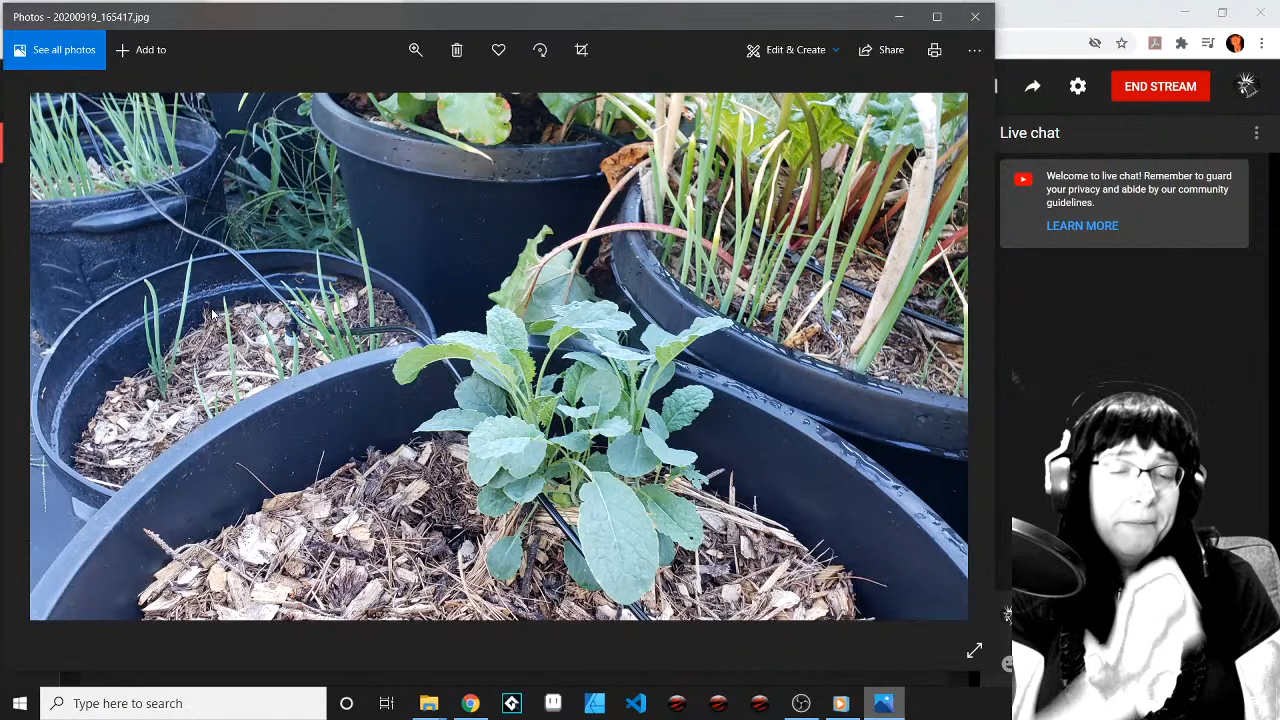 Photos - 20200919_165417.jpg
See all photos
Add to
Edit & Create
Share
END STREAM
Live chat
Welcome to live chat! Remember to guard
your privacy and abide by our community
guidelines.
LEARN MORE
Type here to search